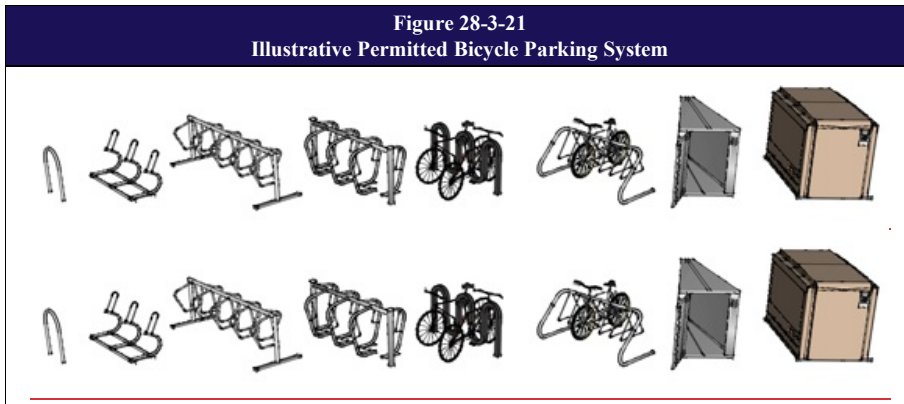 Figure 28-3-21
Illustrative Permitted Bicycle Parking System